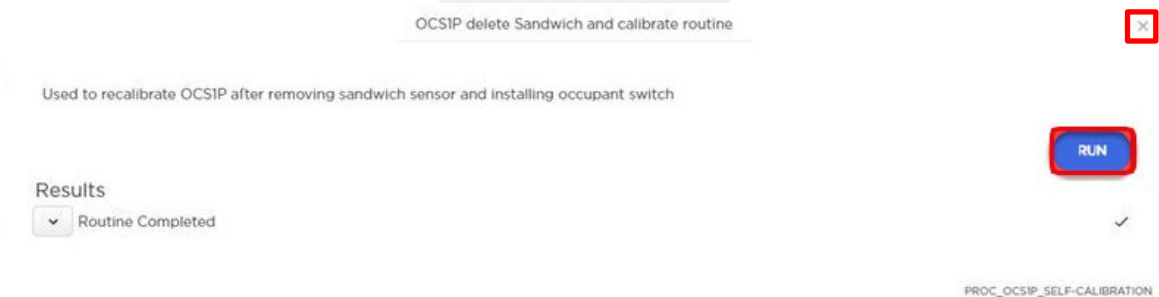 OCS1P delete Sandwich and calibrate routine
Used to recalibrate OCS1P after removing sandwich sensor and installing occupant switch
RUN
Results
Routine Completed
PROC_OCS1P_SELF-CALIBRATION